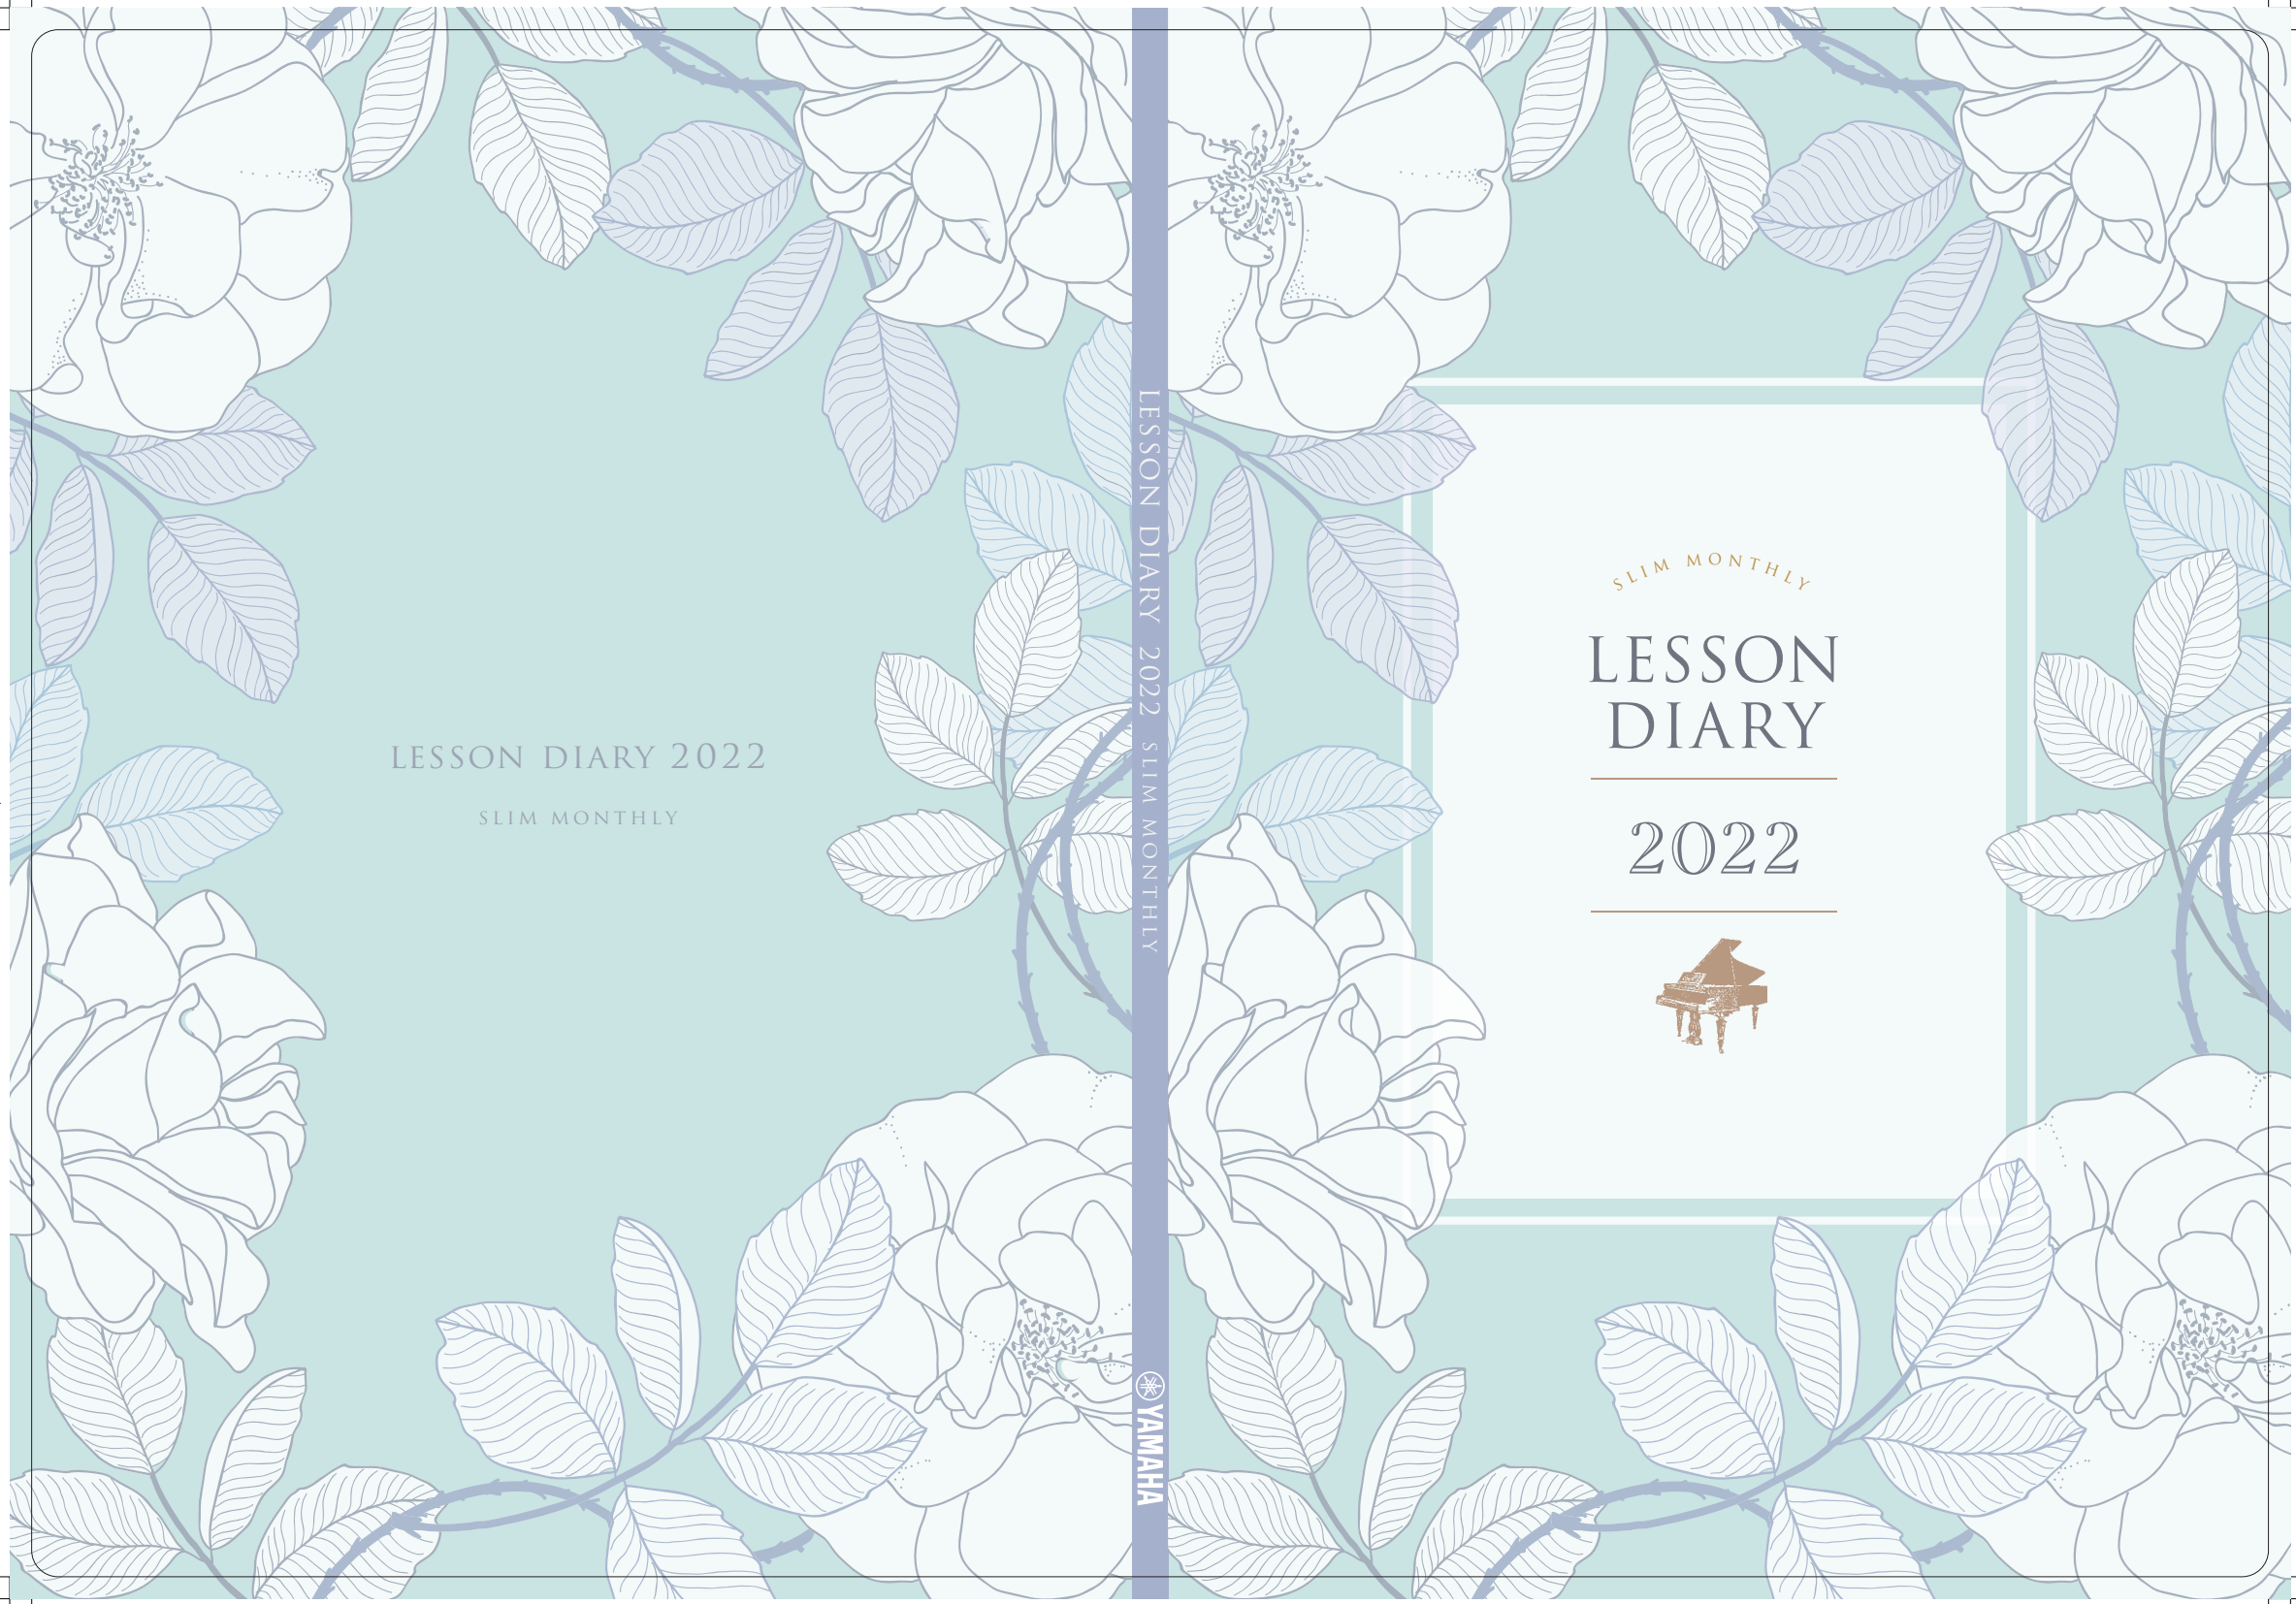 LESSON DIARY 2022
SLIM MONTHLY
LESSON DIARY 2022 SLIM MONTHLY
YAMAHA
SLIM MONTHLY
LESSON
DIARY
2022